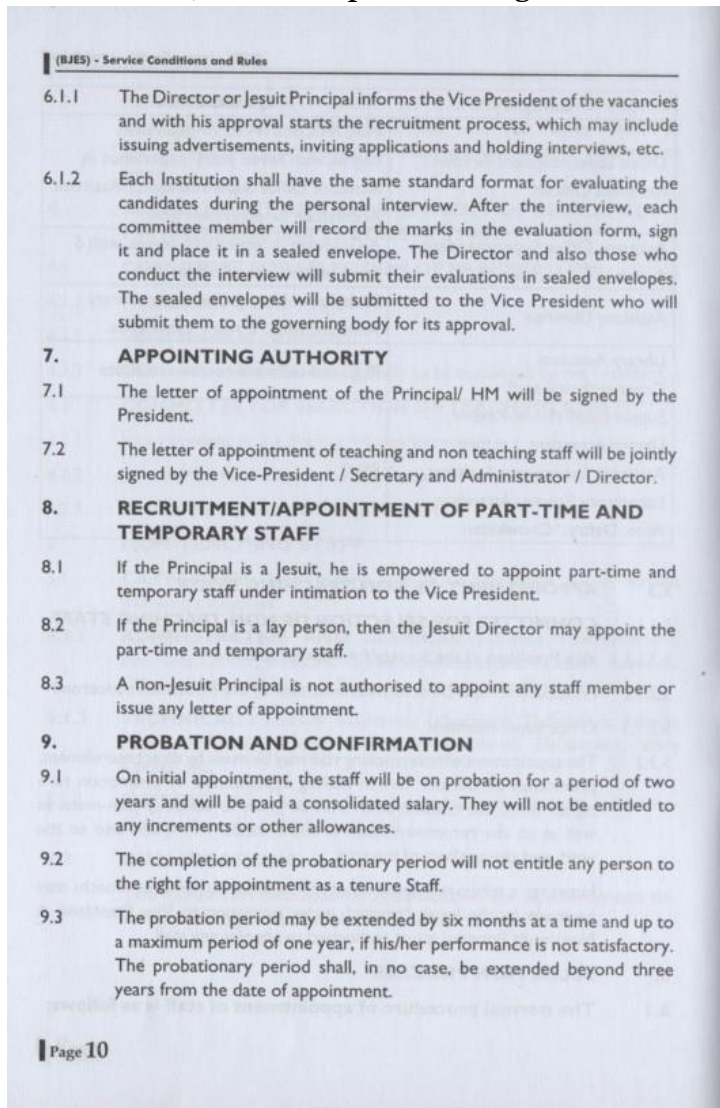 (BJES) - Service Conditions and Rules
6.1.1 The Director or Jesuit Principal informs the Vice President of the vacancies
and with his approval starts the recruitment process, which may include
issuing advertisements, inviting applications and holding interviews, etc.
6.1.2 Each Institution shall have the same standard format for evaluating the
candidates during the personal interview. After the interview, each
committee member will record the marks in the evaluation form, sign
it and place it in a sealed envelope. The Director and also those who
conduct the interview will submit their evaluations in sealed envelopes.
The sealed envelopes will be submitted to the Vice President who will
submit them to the governing body for its approval.
7. APPOINTING AUTHORITY
7.1 The letter of appointment of the Principal/ HM will be signed by the
President.
7.2 The letter of appointment of teaching and non teaching staff will be jointly
signed by the Vice-President / Secretary and Administrator / Director.
8. RECRUITMENT/APPOINTMENT OF PART-TIME AND
TEMPORARY STAFF
8.1 If the Principal is a Jesuit, he is empowered to appoint part-time and
temporary staff under intimation to the Vice President.
8.2 If the Principal is a lay person, then the Jesuit Director may appoint the
part-time and temporary staff.
8.3 A non-Jesuit Principal is not authorised to appoint any staff member or
issue any letter of appointment.
9. PROBATION AND CONFIRMATION
9.1 On initial appointment, the staff will be on probation for a period of two
years and will be paid a consolidated salary. They will not be entitled to
any increments or other allowances.
9.2 The completion of the probationary period will not entitle any person to
the right for appointment as a tenure Staff.
9.3 The probation period may be extended by six months at a time and up to
a maximum period of one year, if his/her performance is not satisfactory.
The probationary period shall, in no case, be extended beyond three
years from the date of appointment.
Page 10